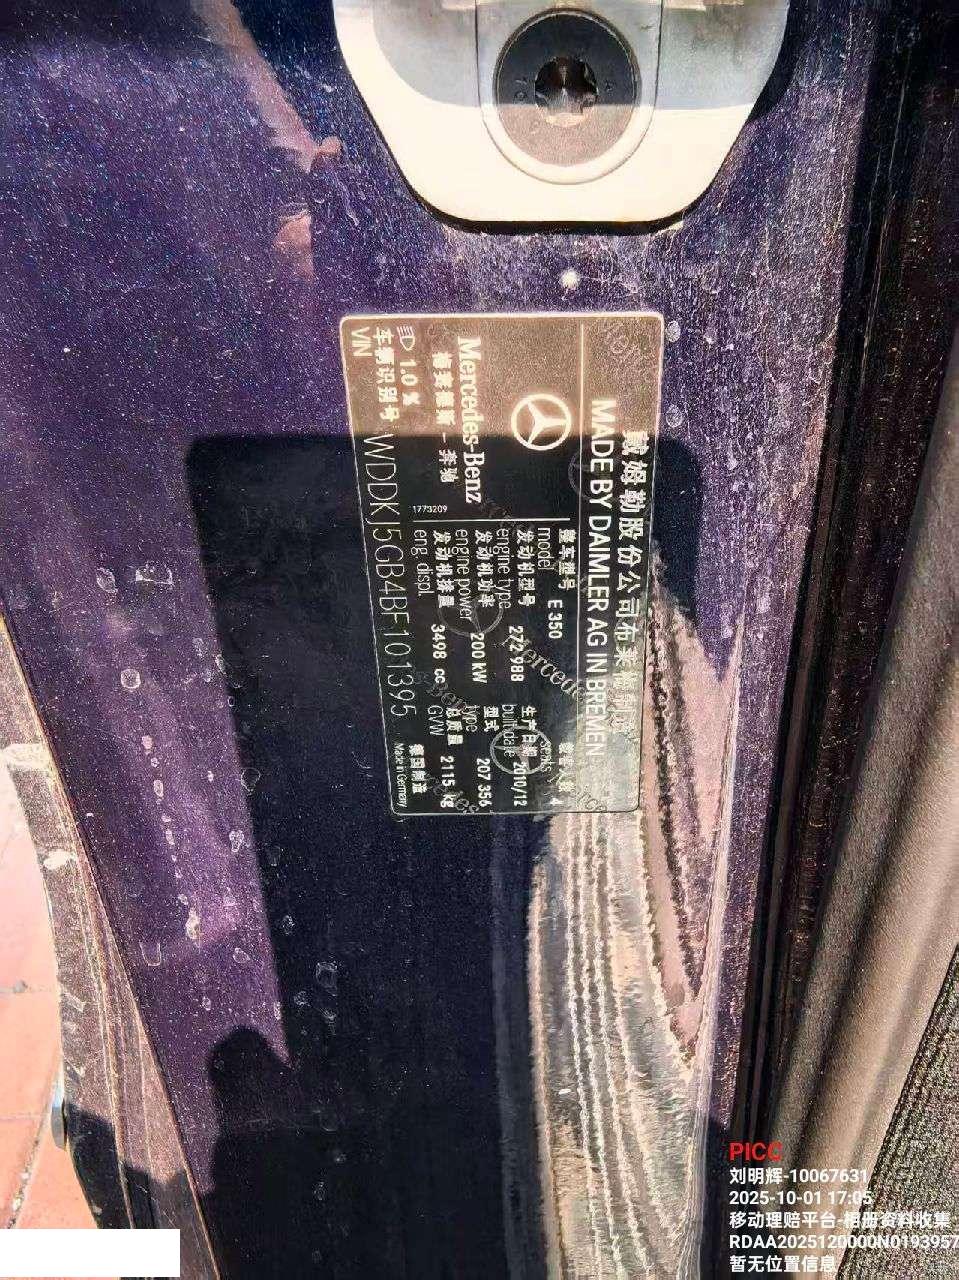 戴姆勒股份公司布莱梅制造
MADE BY DAIMLER AG IN BREMEN
Mercedes-Benz
梅赛德斯-奔驰
1.0 %
1773209
整车型号 E 350
model
乘客人数 4
seats
发动机型号 272 988
engine type
生产日期 2010/12
built date
发动机功率 200 kW
engine power
型式 207 356
type
发动机排量 3498 cc
eng. displ.
总质量 2115 kg
GVW
车辆识别号 WDDKJ5GB4BF101395
VIN
德国制造
Made in Germany
PICC
刘明辉-10067631
2025-10-01 17:05
移动理赔平台-相册资料收集
RDAA2025120000N0193957
暂无位置信息